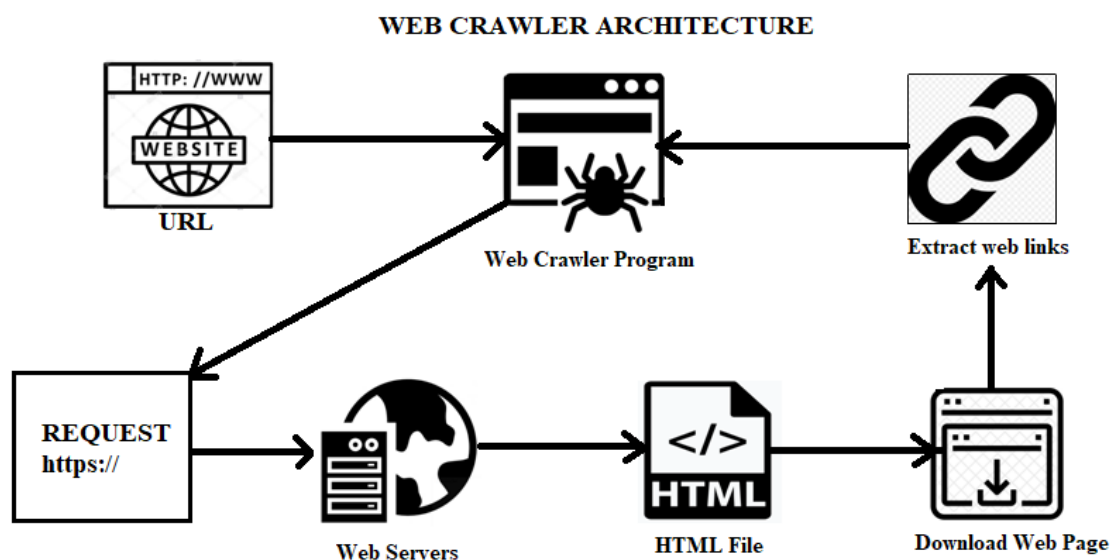 WEB CRAWLER ARCHITECTURE
HTTP: //WWW
WEBSITE
URL
Web Crawler Program
Extract web links
REQUEST
https://
Web Servers
</>
HTML
HTML File
Download Web Page